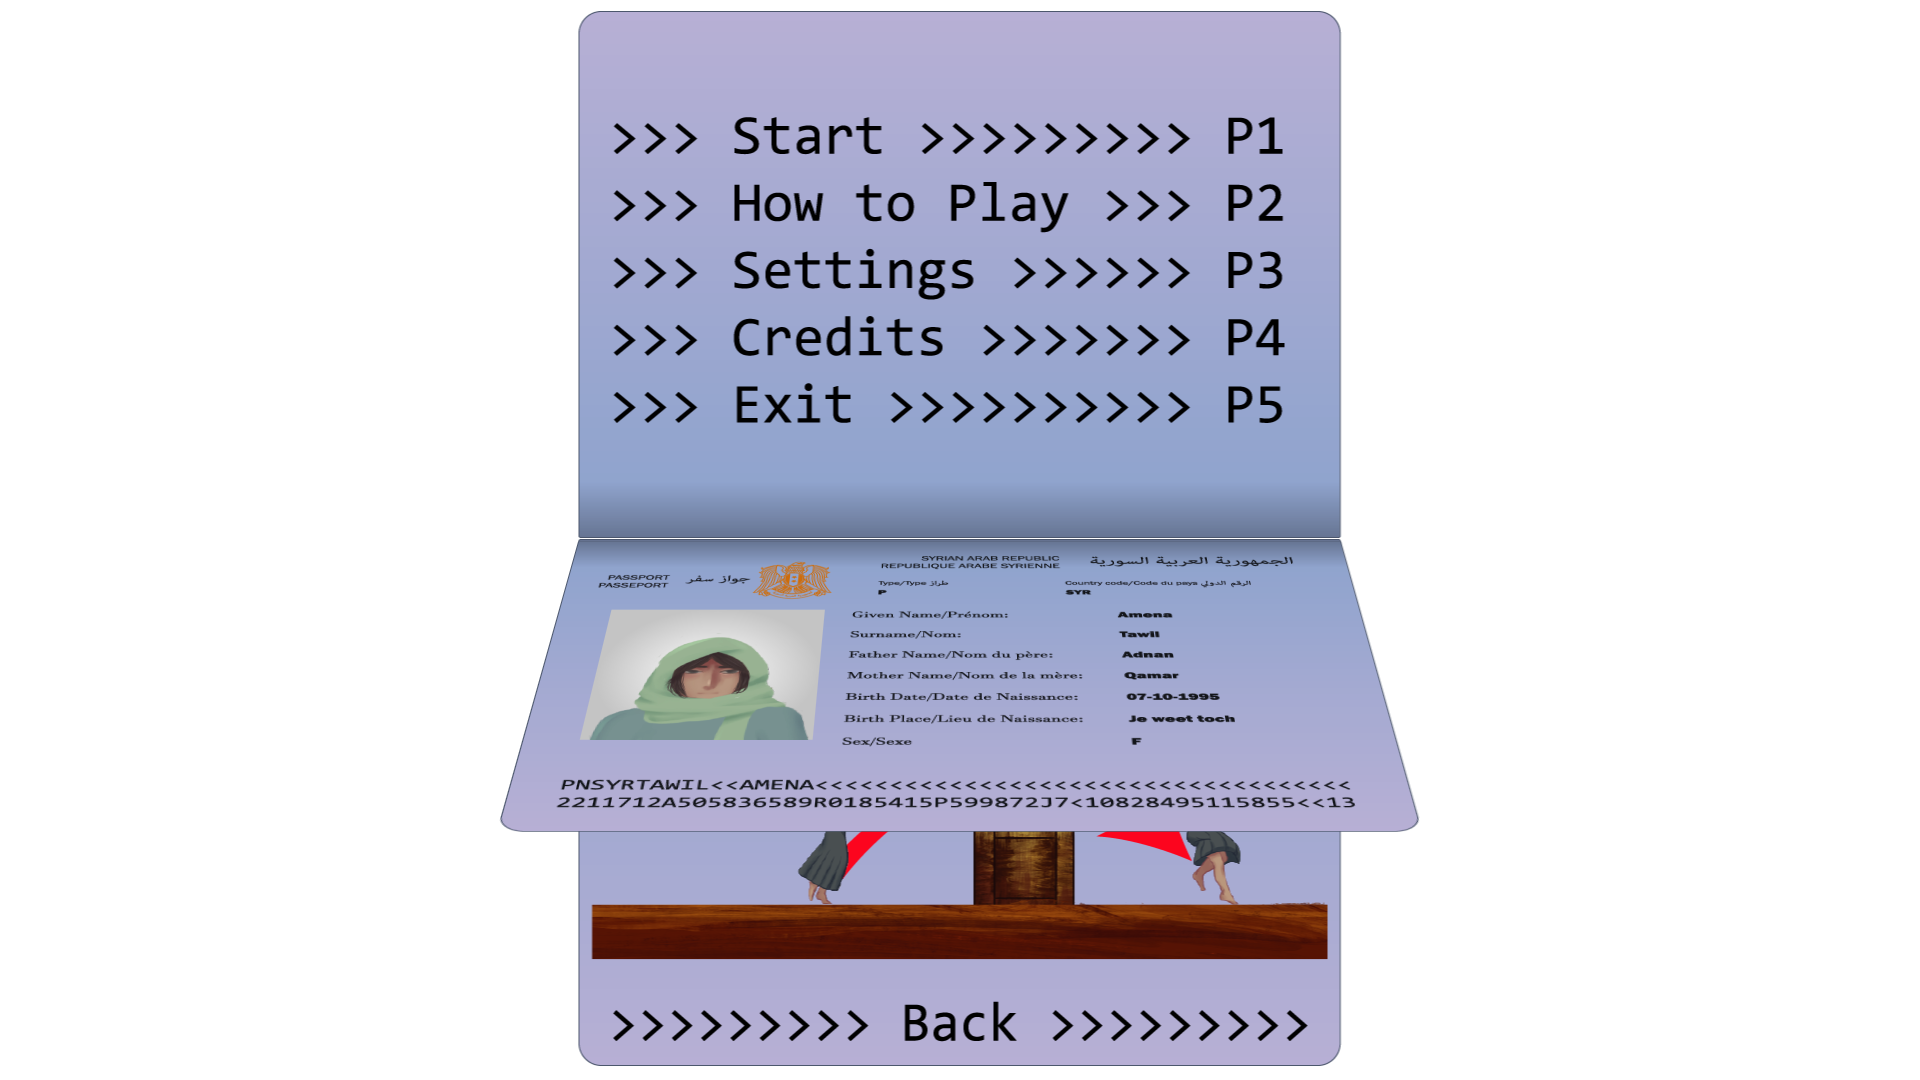 >>> Start >>>>>>>>> P1
>>> How to Play >>> P2
>>> Settings >>>>>> P3
>>> Credits >>>>>>> P4
>>> Exit >>>>>>>>>> P5
SYRIAN ARAB REPUBLIC
REPUBLIQUE ARABE SYRIENNE
الجمهورية العربية السورية
PASSPORT
PASSEPORT
جواز سفر
Type/Type طراز
P
Country code/Code du pays الرقم الدولي
SYR
Given Name/Prénom: Amena
Surname/Nom: Tawil
Father Name/Nom du père: Adnan
Mother Name/Nom de la mère: Qamar
Birth Date/Date de Naissance: 07-10-1995
Birth Place/Lieu de Naissance: Je weet toch
Sex/Sexe F
PNSYRTAWIL<<AMENA<<<<<<<<<<<<<<<<<<<<<<<<<<<<<<<<<<<<
2211712A505836589R0185415P599872J7<10828495115855<<13
>>>>>>>>> Back >>>>>>>>>